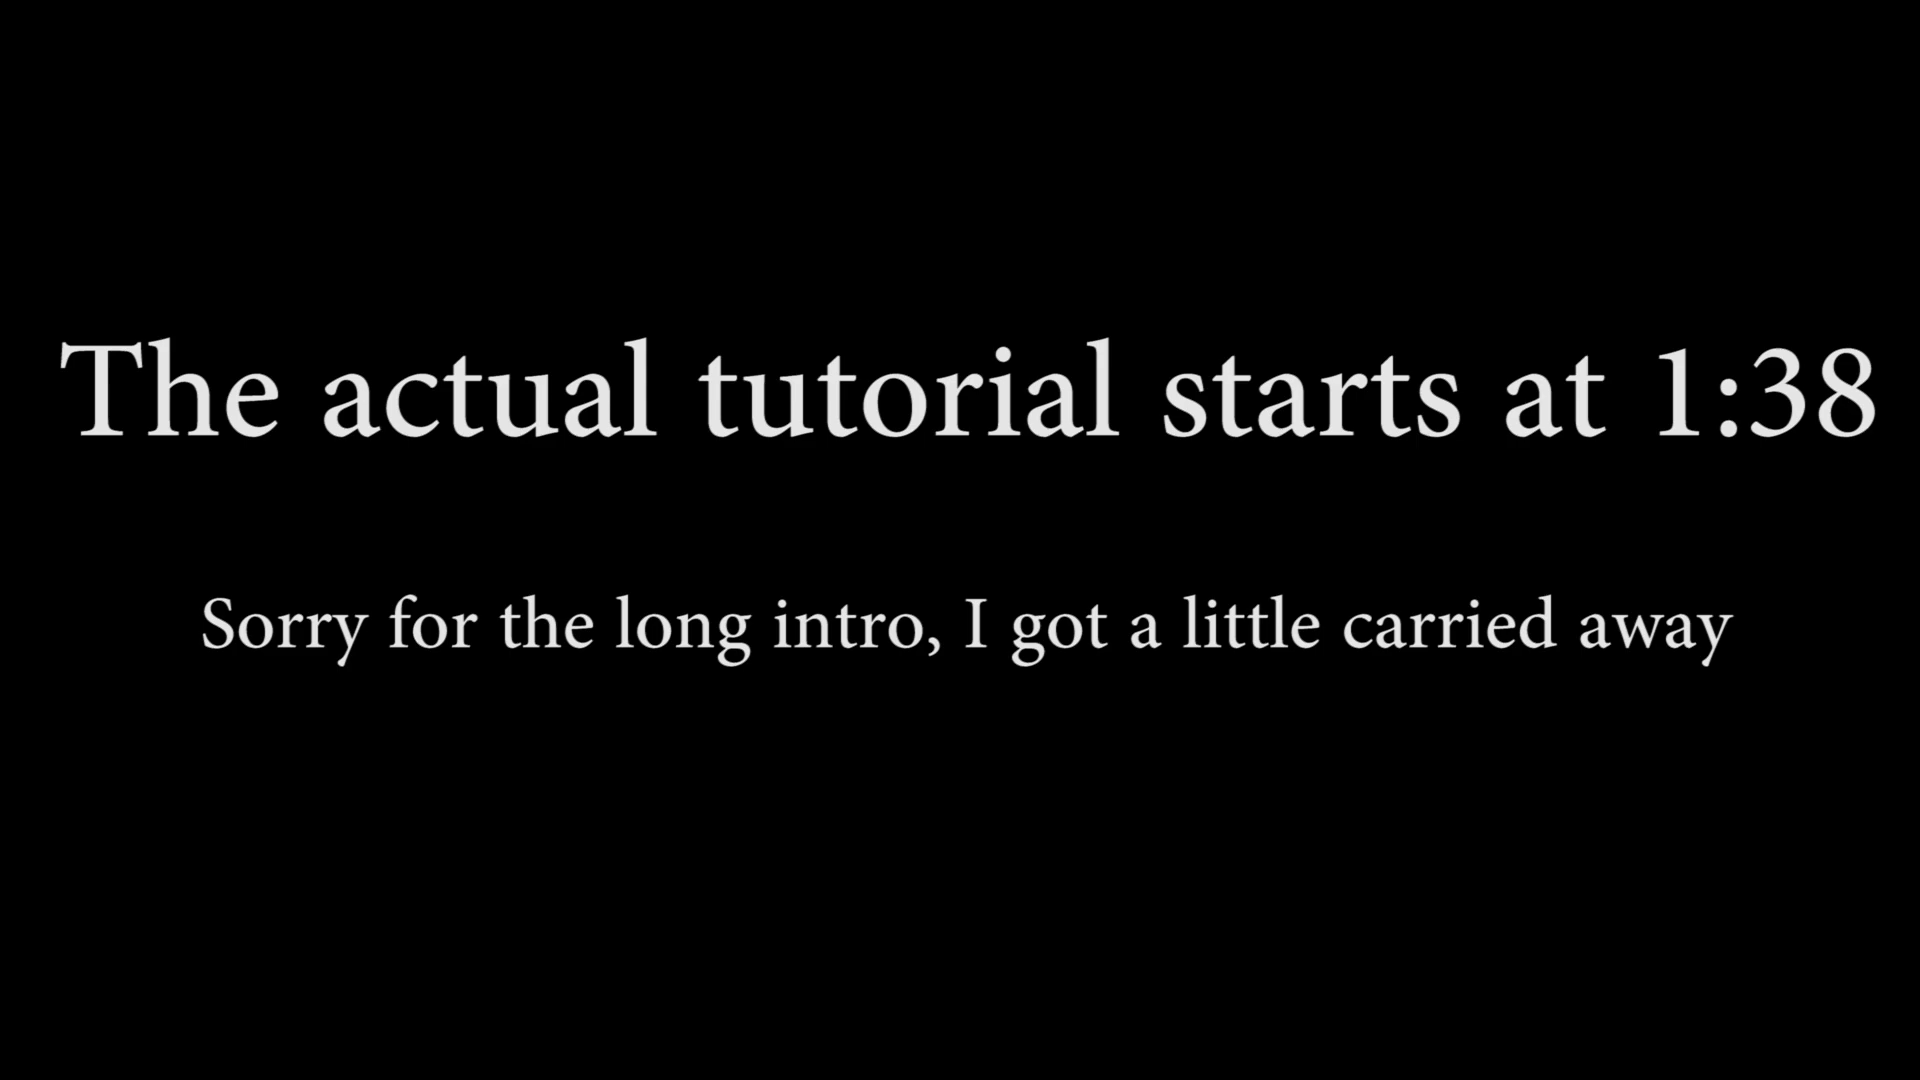 The actual tutorial starts at 1:38
Sorry for the long intro, I got a little carried away